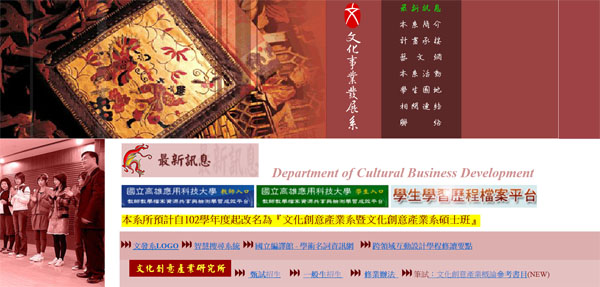 文化事業發展系
最新訊息
本系簡介
計畫承接
藝文網
本系活動
學生園地
相關連結
聯絡
最新訊息
Department of Cultural Business Development
國立高雄應用科技大學 教師入口
國立高雄應用科技大學 學生入口
學生學習歷程檔案平台
本系所預計自102學年度起改名為『文化創意產業系暨文化創意產業系碩士班』
文發系LOGO 智慧搜尋系統 國立編譯館 - 學術名詞資訊網 跨領域互動設計學程修讀要點
文化創意產業研究所 甄試招生 一般生招生 修業辦法 筆試：文化創意產業概論參考書目(NEW)